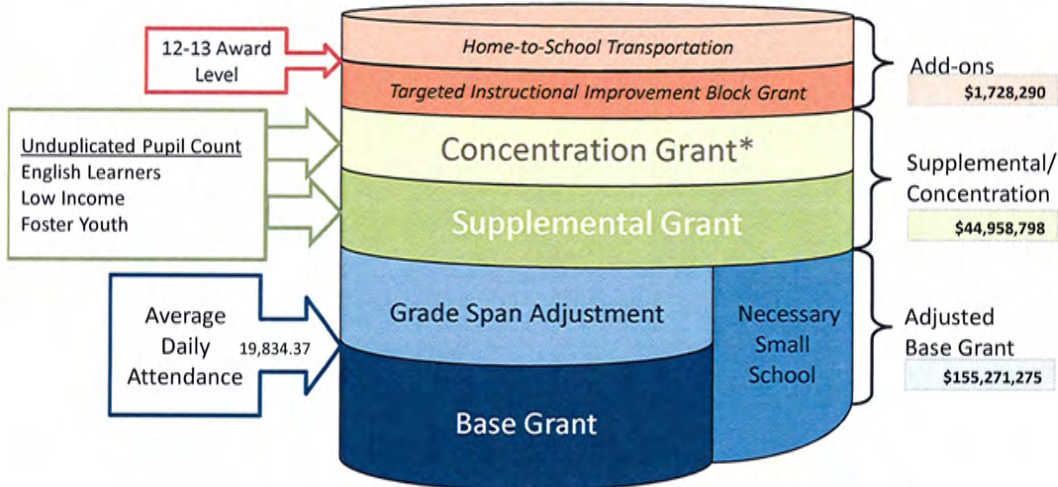 12-13 Award
Level
Home-to-School Transportation
Targeted Instructional Improvement Block Grant
Add-ons
$1,728,290
Unduplicated Pupil Count
English Learners
Low Income
Foster Youth
Concentration Grant*
Supplemental Grant
Supplemental/
Concentration
$44,958,798
Average
Daily
Attendance
19,834.37
Grade Span Adjustment
Base Grant
Necessary
Small
School
Adjusted
Base Grant
$155,271,275